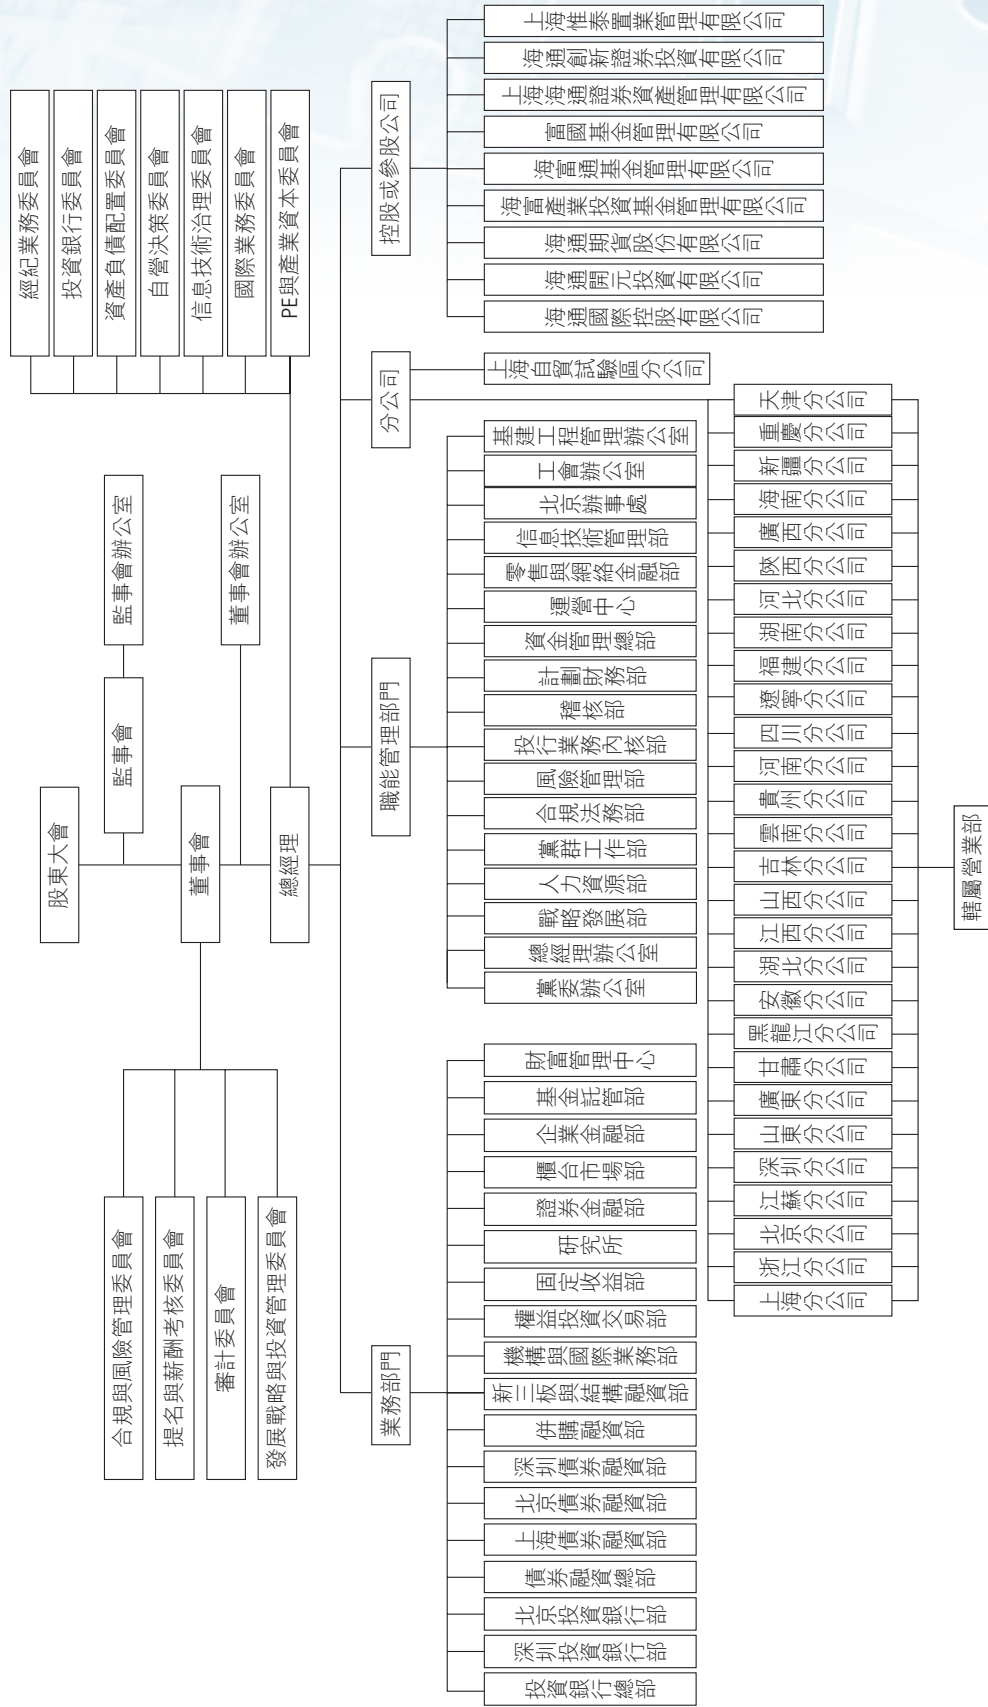 股東大會
監事會
監事會辦公室
董事會
董事會辦公室
總經理
合規與風險管理委員會
提名與薪酬考核委員會
審計委員會
發展戰略與投資管理委員會
經紀業務委員會
投資銀行委員會
資產負債配置委員會
自營決策委員會
信息技術治理委員會
國際業務委員會
PE與產業資本委員會
業務部門
職能管理部門
分公司
控股或參股公司
投資銀行總部
深圳投資銀行部
北京投資銀行部
債券融資總部
上海債券融資部
北京債券融資部
深圳債券融資部
併購融資部
新三板與結構融資部
機構與國際業務部
權益投資交易部
固定收益部
研究所
證券金融部
櫃台市場部
企業金融部
基金託管部
財富管理中心
黨委辦公室
總經理辦公室
戰略發展部
人力資源部
黨群工作部
合規法務部
風險管理部
投行業務內核部
稽核部
計劃財務部
資金管理總部
運營中心
零售與網絡金融部
信息技術管理部
北京辦事處
工會辦公室
基建工程管理辦公室
上海自貿試驗區分公司
海通國際控股有限公司
海通開元投資有限公司
海通期貨股份有限公司
海富產業投資基金管理有限公司
海富通基金管理有限公司
富國基金管理有限公司
上海海通證券資產管理有限公司
海通創新證券投資有限公司
上海惟泰置業管理有限公司
上海分公司
浙江分公司
北京分公司
江蘇分公司
深圳分公司
山東分公司
廣東分公司
甘肅分公司
黑龍江分公司
安徽分公司
湖北分公司
江西分公司
山西分公司
吉林分公司
雲南分公司
貴州分公司
河南分公司
四川分公司
遼寧分公司
福建分公司
湖南分公司
河北分公司
陝西分公司
廣西分公司
海南分公司
新疆分公司
重慶分公司
天津分公司
轄屬營業部